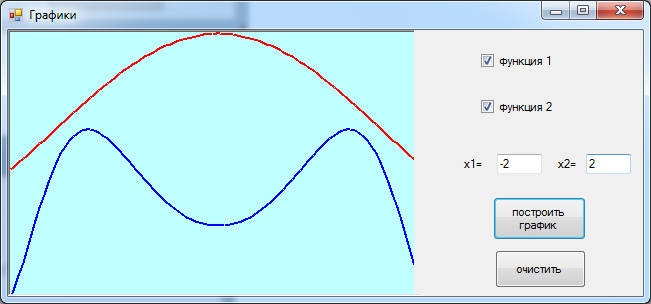 Графики
функция 1
функция 2
x1= -2 x2= 2
построить
график
очистить